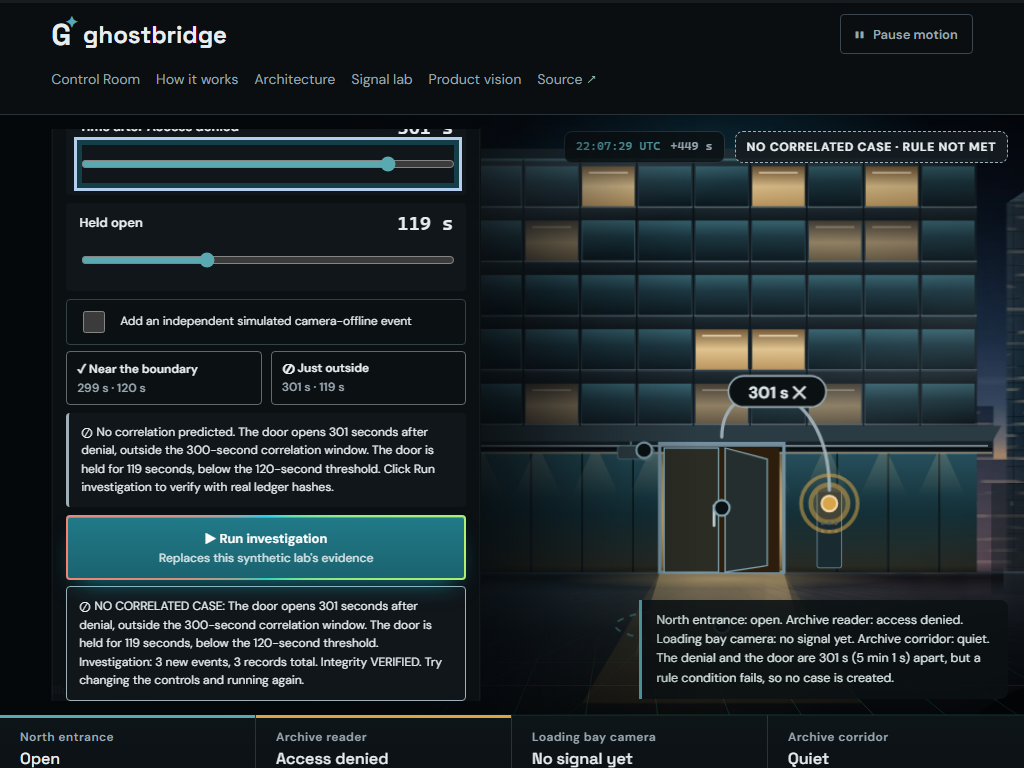 ghostbridge
Pause motion
Control Room How it works Architecture Signal lab Product vision Source ↗
Time after Access denied 301 s
22:07:29 UTC +449 s
NO CORRELATED CASE · RULE NOT MET
Held open 119 s
Add an independent simulated camera-offline event
✓ Near the boundary
299 s · 120 s
⊘ Just outside
301 s · 119 s
301 s ✕
⊘ No correlation predicted. The door opens 301 seconds after
denial, outside the 300-second correlation window. The door is
held for 119 seconds, below the 120-second threshold. Click Run
investigation to verify with real ledger hashes.
▶ Run investigation
Replaces this synthetic lab's evidence
⊘ NO CORRELATED CASE: The door opens 301 seconds after
denial, outside the 300-second correlation window. The door is
held for 119 seconds, below the 120-second threshold.
Investigation: 3 new events, 3 records total. Integrity VERIFIED. Try
changing the controls and running again.
North entrance: open. Archive reader: access denied.
Loading bay camera: no signal yet. Archive corridor: quiet.
The denial and the door are 301 s (5 min 1 s) apart, but a
rule condition fails, so no case is created.
North entrance
Open
Archive reader
Access denied
Loading bay camera
No signal yet
Archive corridor
Quiet